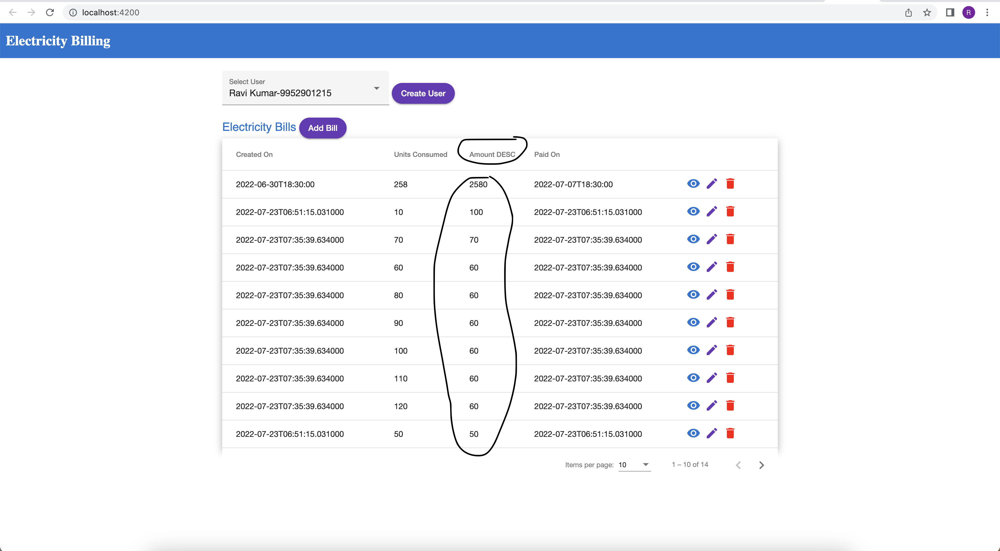 localhost:4200
R
Electricity Billing
Select User
Ravi Kumar-9952901215
Create User
Electricity Bills Add Bill
Created On Units Consumed Amount DESC Paid On
2022-06-30T18:30:00 258 2580 2022-07-07T18:30:00
2022-07-23T06:51:15.031000 10 100 2022-07-23T06:51:15.031000
2022-07-23T07:35:39.634000 70 70 2022-07-23T07:35:39.634000
2022-07-23T07:35:39.634000 60 60 2022-07-23T07:35:39.634000
2022-07-23T07:35:39.634000 80 60 2022-07-23T07:35:39.634000
2022-07-23T07:35:39.634000 90 60 2022-07-23T07:35:39.634000
2022-07-23T07:35:39.634000 100 60 2022-07-23T07:35:39.634000
2022-07-23T07:35:39.634000 110 60 2022-07-23T07:35:39.634000
2022-07-23T07:35:39.634000 120 60 2022-07-23T07:35:39.634000
2022-07-23T06:51:15.031000 50 50 2022-07-23T06:51:15.031000
Items per page: 10 1 – 10 of 14